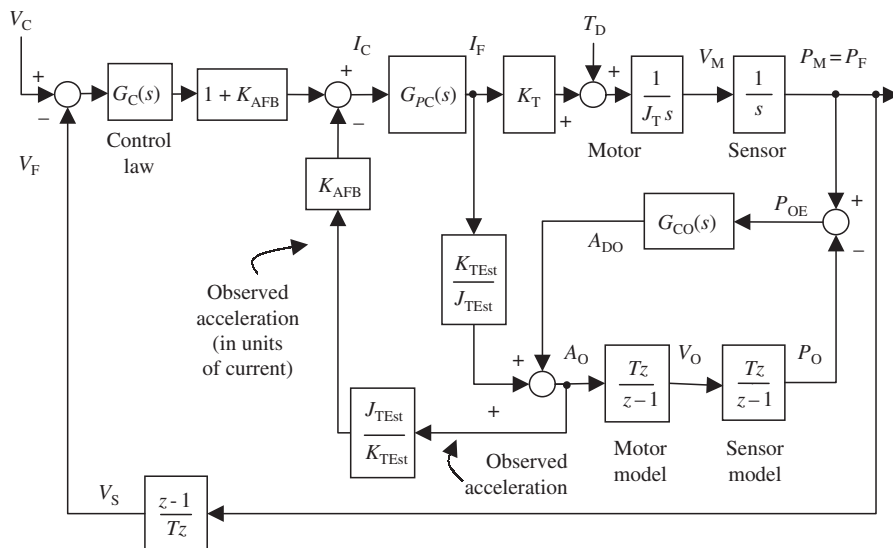 V_C
I_C
I_F
T_D
V_M
P_M = P_F
+
−
G_C(s)
1 + K_AFB
+
−
G_PC(s)
K_T
+
+
1
J_T s
1
s
Control
law
Motor
Sensor
V_F
K_AFB
G_CO(s)
P_OE
+
−
A_DO
K_TEst
J_TEst
Observed
acceleration
(in units
of current)
+
+
A_O
Tz
z − 1
V_O
Tz
z − 1
P_O
J_TEst
K_TEst
Observed
acceleration
Motor
model
Sensor
model
V_S
z - 1
Tz